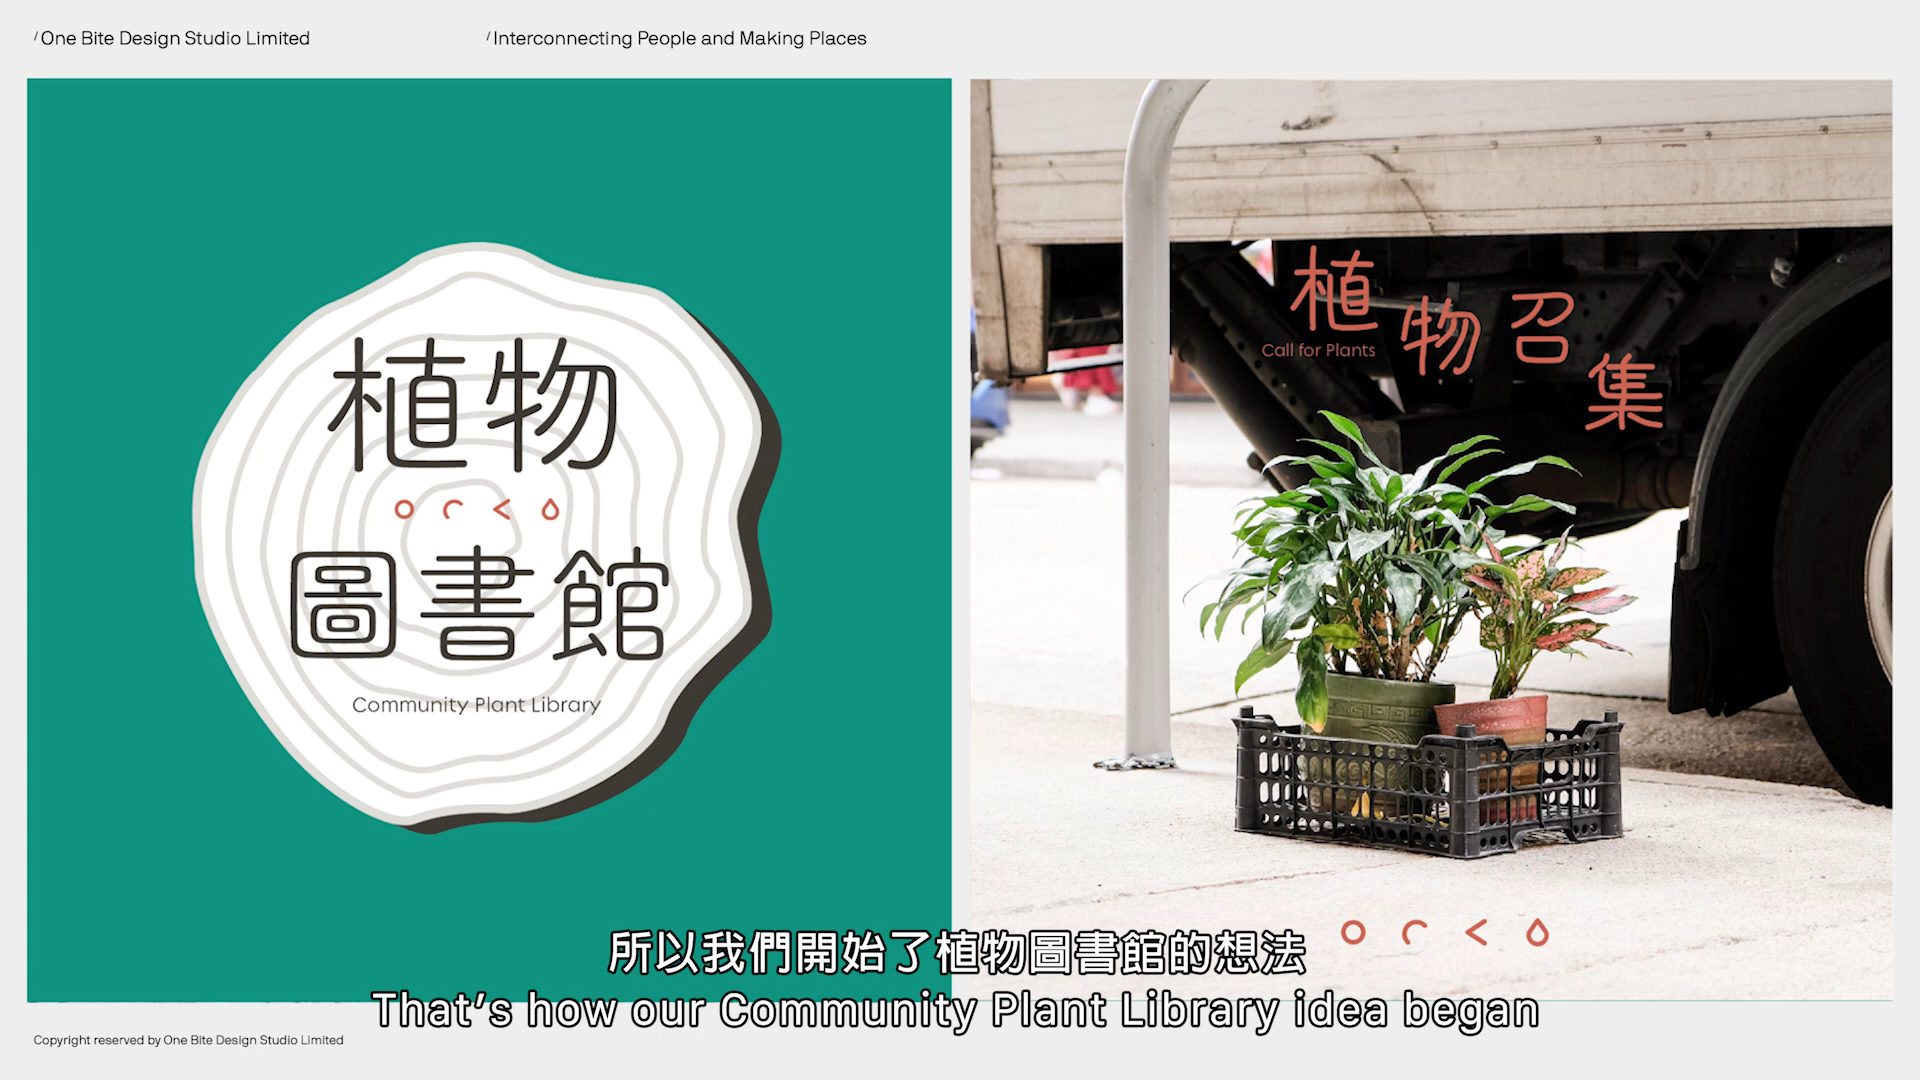 /One Bite Design Studio Limited
/Interconnecting People and Making Places
植物
圖書館
Community Plant Library
植物召集
Call for Plants
所以我們開始了植物圖書館的想法
That's how our Community Plant Library idea began
Copyright reserved by One Bite Design Studio Limited